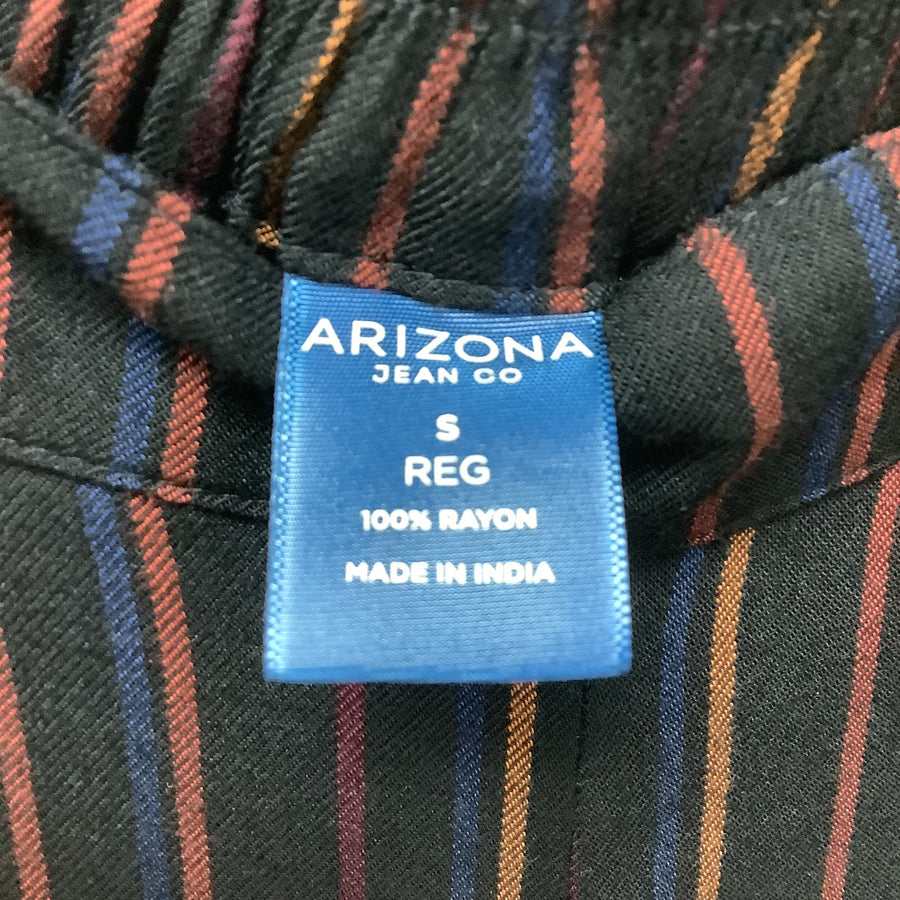 ARIZONA
JEAN CO
S
REG
100% RAYON
MADE IN INDIA